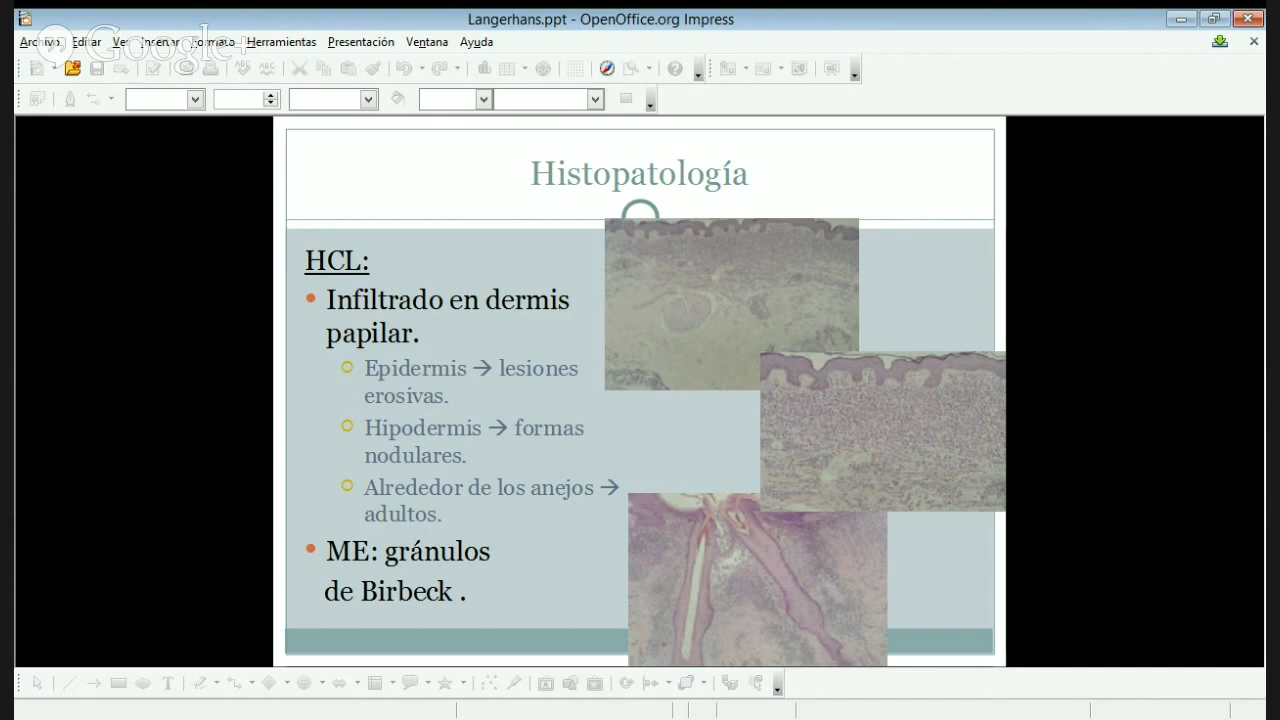 Langerhans.ppt - OpenOffice.org Impress
Google+
Archivo Editar Ver Insertar Formato Herramientas Presentación Ventana Ayuda
Histopatología
HCL:
Infiltrado en dermis
papilar.
Epidermis → lesiones
erosivas.
Hipodermis → formas
nodulares.
Alrededor de los anejos →
adultos.
ME: gránulos
de Birbeck .